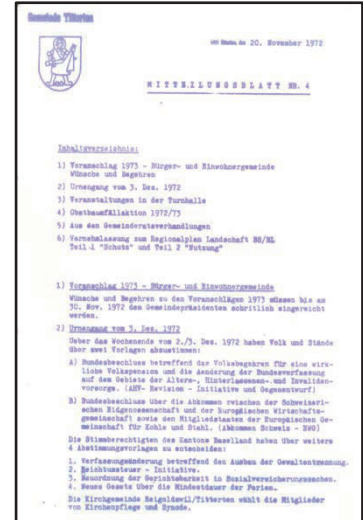 Gemeinde Titterten
den 20. November 1972
MITTEILUNGSBLATT NR. 4
Inhaltsverzeichnis:
1) Voranschlag 1973 - Bürger- und Einwohnergemeinde
Wünsche und Begehren
2) Urnengang vom 3. Dez. 1972
3) Veranstaltungen in der Turnhalle
4) Obstbaumfällaktion 1972/73
5) Aus den Gemeinderatsverhandlungen
6) Vernehmlassung zum Regionalplan Landschaft BS/BL
Teil 1 "Schutz" und Teil 2 "Nutzung"
1) Voranschlag 1973 - Bürger- und Einwohnergemeinde
Wünsche und Begehren zu den Voranschlägen 1973 müssen bis am
30. Nov. 1972 dem Gemeindepräsidenten schritlich eingereicht
werden.
2) Urnengang vom 3. Dez. 1972
Ueber das Wochenende vom 2./3. Dez. 1972 haben Volk und Stände
über zwei Vorlagen abzustimmen:
A) Bundesbeschluss betreffend das Volksbegehren für eine wirk-
liche Volkspension und die Aenderung der Bundesverfassung
auf dem Gebiete der Alters-, Hinterlassenen- und Invaliden-
vorsorge. (AHV- Revision - Initiative und Gegenentwurf)
B) Bundesbeschluss über die Abkommen zwischen der Schweizeri-
schen Eidgenossenschaft und der Europäischen Wirtschafts-
gemeinschaft sowie den Mitgliedstaaten der Europäischen Ge-
meinschaft für Kohle und Stahl. (Abkommen Schweiz - EWG)
Die Stimmberechtigten des Kantons Baselland haben über weitere
4 Abstimmungsvorlagen zu entscheiden:
1. Verfassungsänderung betreffend den Ausbau der Gewaltentrennung.
2. Reichtumsteuer - Initiative.
3. Neuordnung der Gerichtsbarkeit in Sozialversicherungssachen.
4. Neues Gesetz über die Mindestdauer der Ferien.
Die Kirchgemeinde Reigoldswil/Titterten wählt die Mitglieder
von Kirchenpflege und Synode.